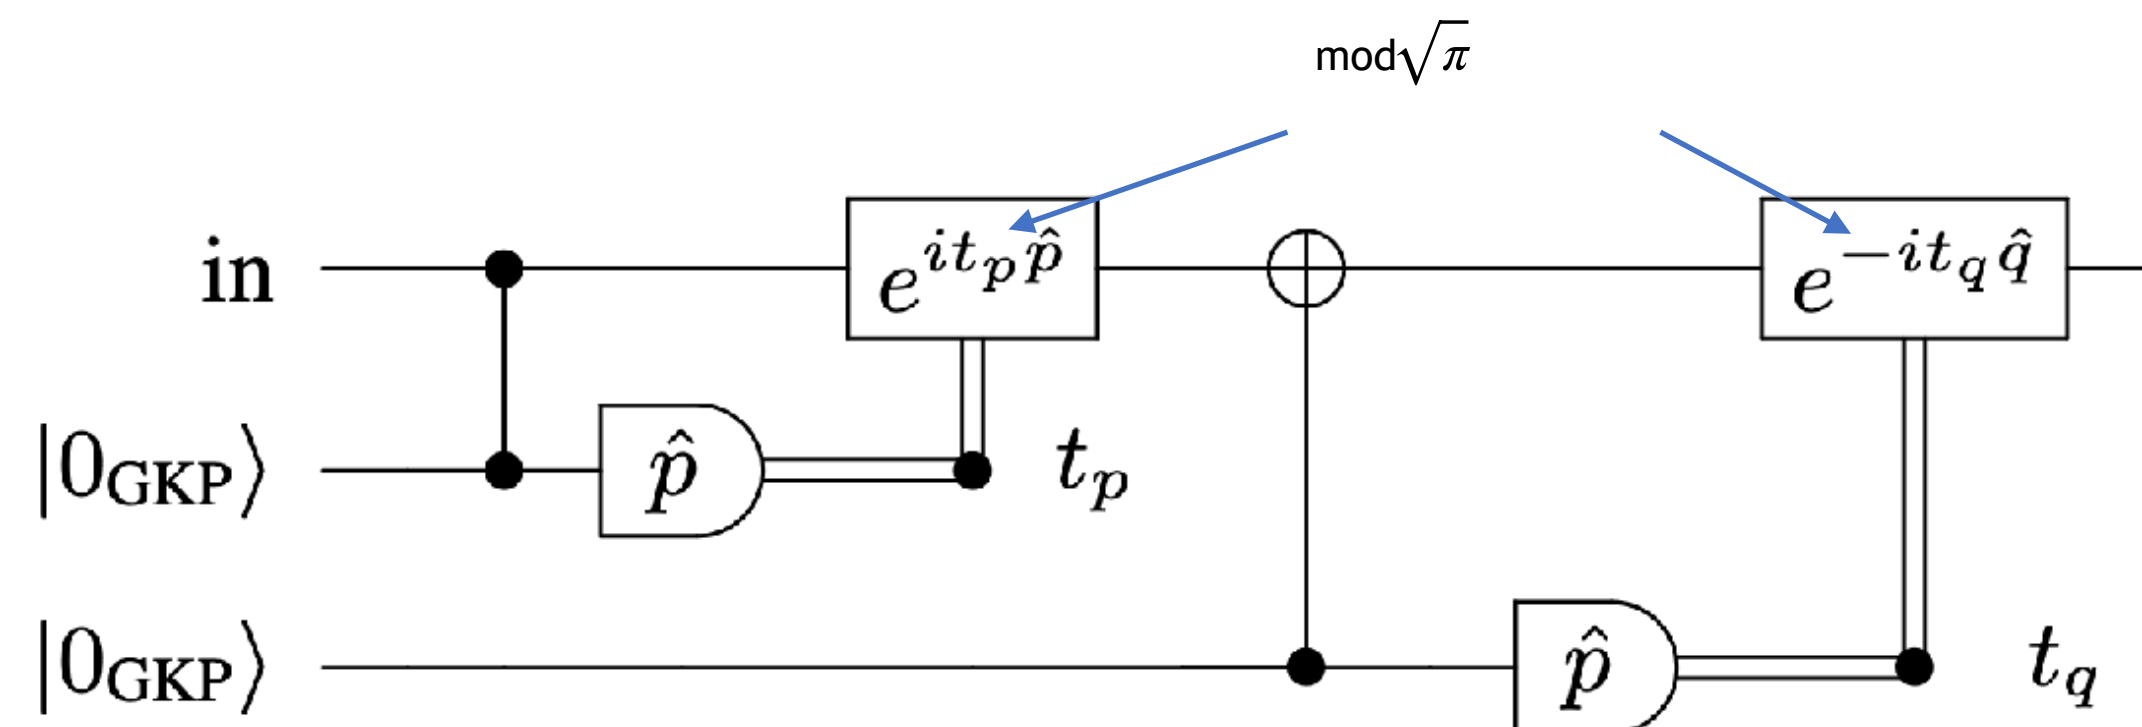 mod√π
in
e^{it_p p̂}
e^{-it_q q̂}
|0_GKP⟩
p̂
t_p
|0_GKP⟩
p̂
t_q